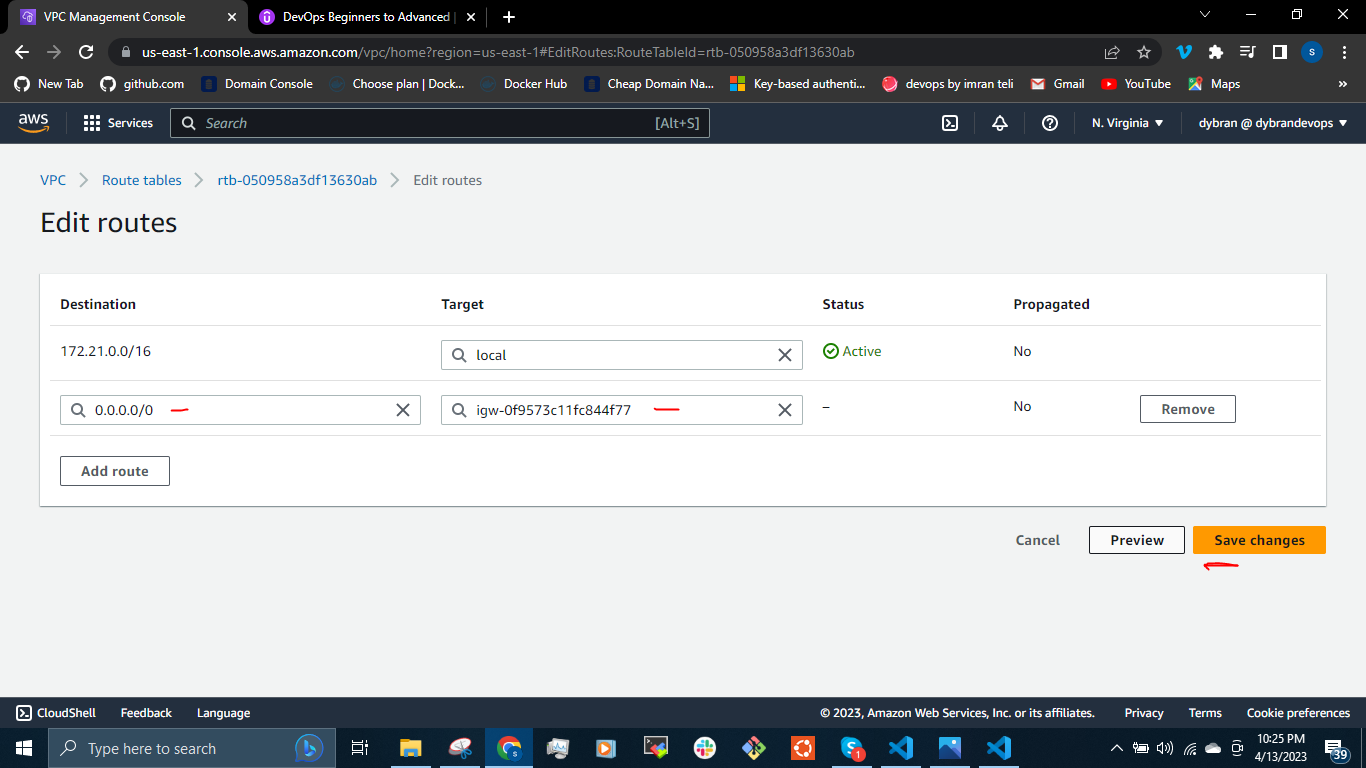 VPC Management Console
DevOps Beginners to Advanced |
us-east-1.console.aws.amazon.com/vpc/home?region=us-east-1#EditRoutes:RouteTableId=rtb-050958a3df13630ab
S
New Tab
github.com
Domain Console
Choose plan | Dock...
Docker Hub
Cheap Domain Na...
Key-based authenti...
devops by imran teli
Gmail
YouTube
Maps
»
aws
Services
Search
[Alt+S]
N. Virginia
dybran @ dybrandevops
VPC
Route tables
rtb-050958a3df13630ab
Edit routes
Edit routes
Destination Target Status Propagated
172.21.0.0/16 local Active No
0.0.0.0/0 igw-0f9573c11fc844f77 – No Remove
Add route
Cancel Preview Save changes
CloudShell Feedback Language
© 2023, Amazon Web Services, Inc. or its affiliates. Privacy Terms Cookie preferences
Type here to search
1
10:25 PM
4/13/2023
39